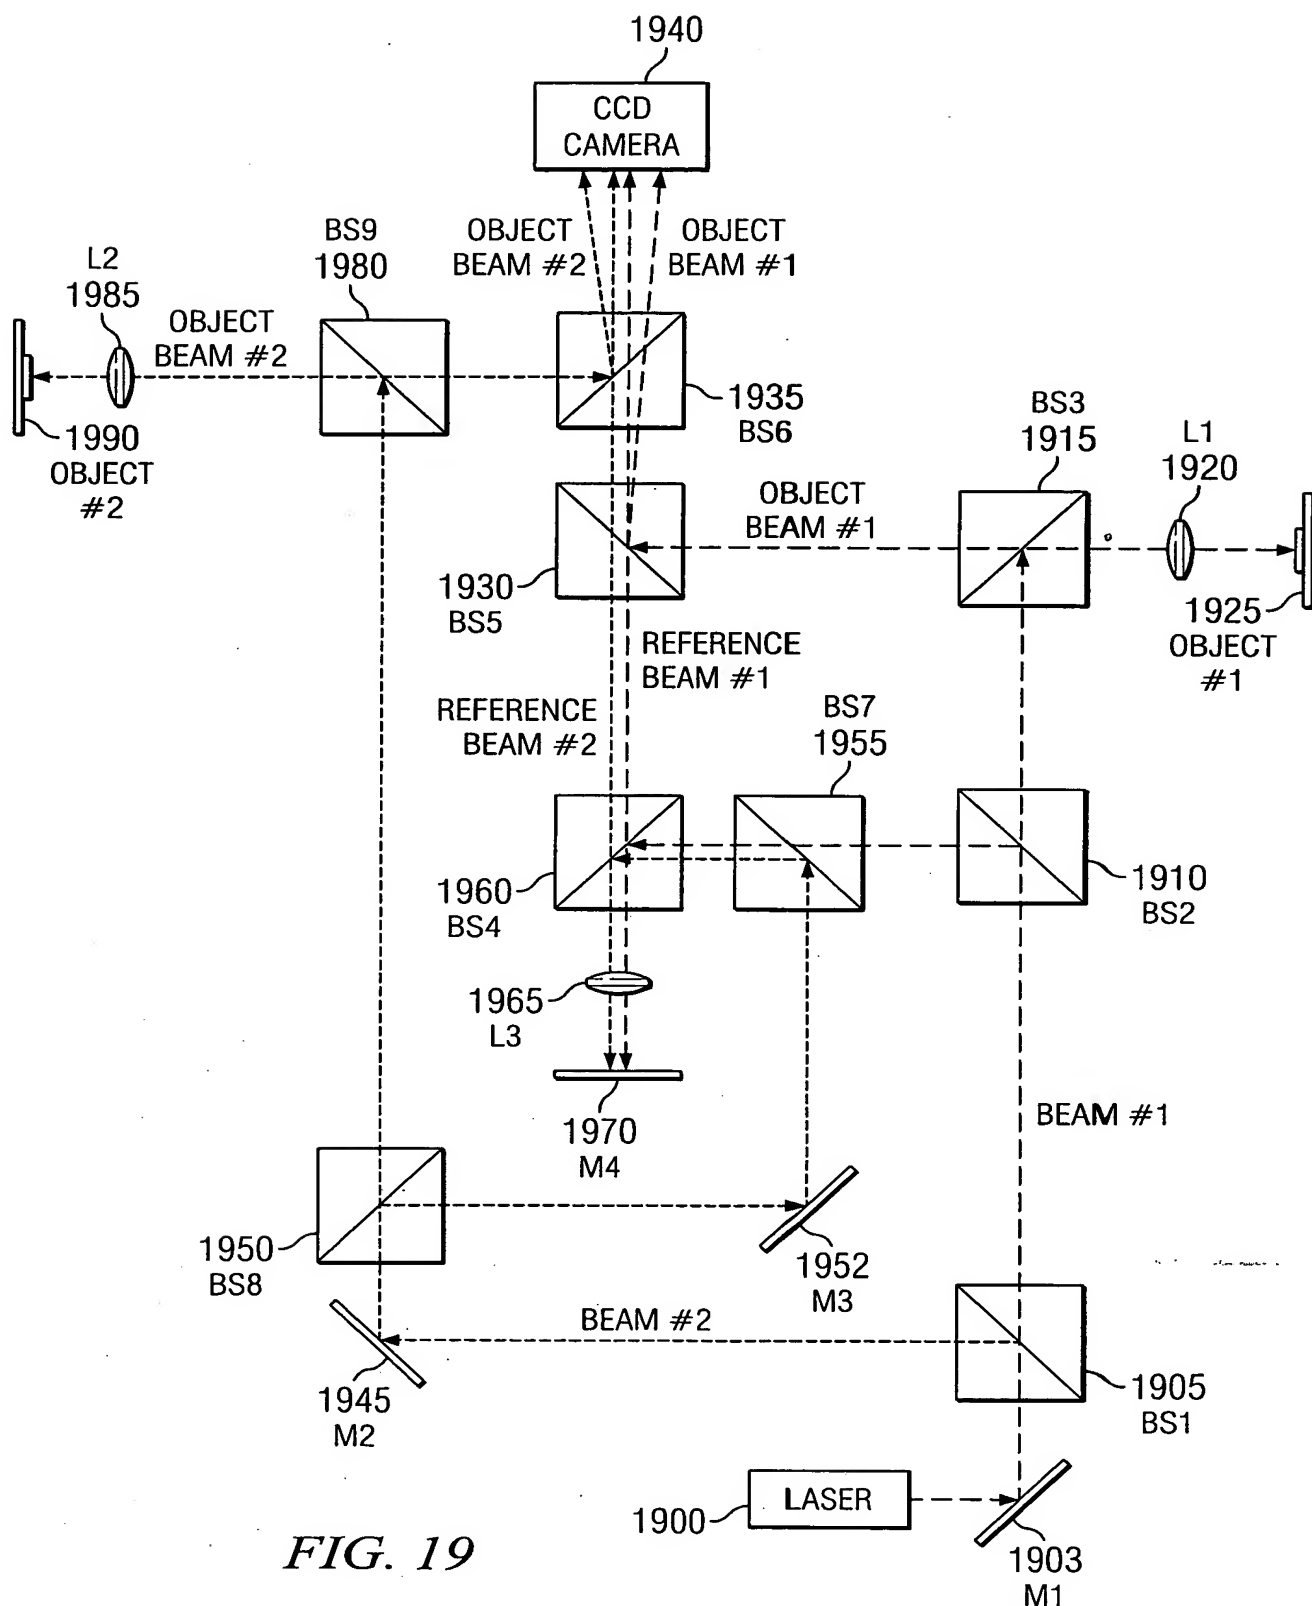 1940
CCD
CAMERA
OBJECT
BEAM #2
OBJECT
BEAM #1
BS9
1980
L2
1985
OBJECT
BEAM #2
1990
OBJECT
#2
1935
BS6
BS3
1915
L1
1920
OBJECT
BEAM #1
1930
BS5
1925
OBJECT
#1
REFERENCE
BEAM #1
REFERENCE
BEAM #2
BS7
1955
1960
BS4
1910
BS2
1965
L3
1970
M4
BEAM #1
1950
BS8
1952
M3
BEAM #2
1945
M2
1905
BS1
LASER
1900
1903
M1
FIG. 19